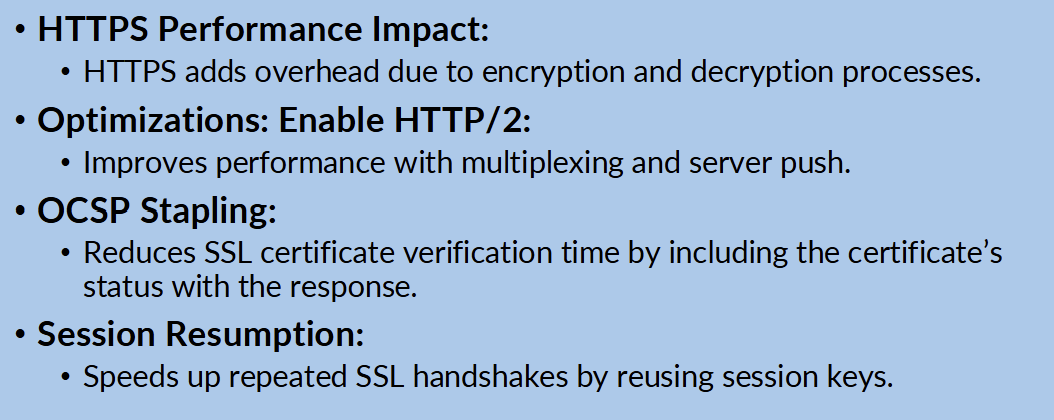 • HTTPS Performance Impact:
• HTTPS adds overhead due to encryption and decryption processes.
• Optimizations: Enable HTTP/2:
• Improves performance with multiplexing and server push.
• OCSP Stapling:
• Reduces SSL certificate verification time by including the certificate’s
status with the response.
• Session Resumption:
• Speeds up repeated SSL handshakes by reusing session keys.